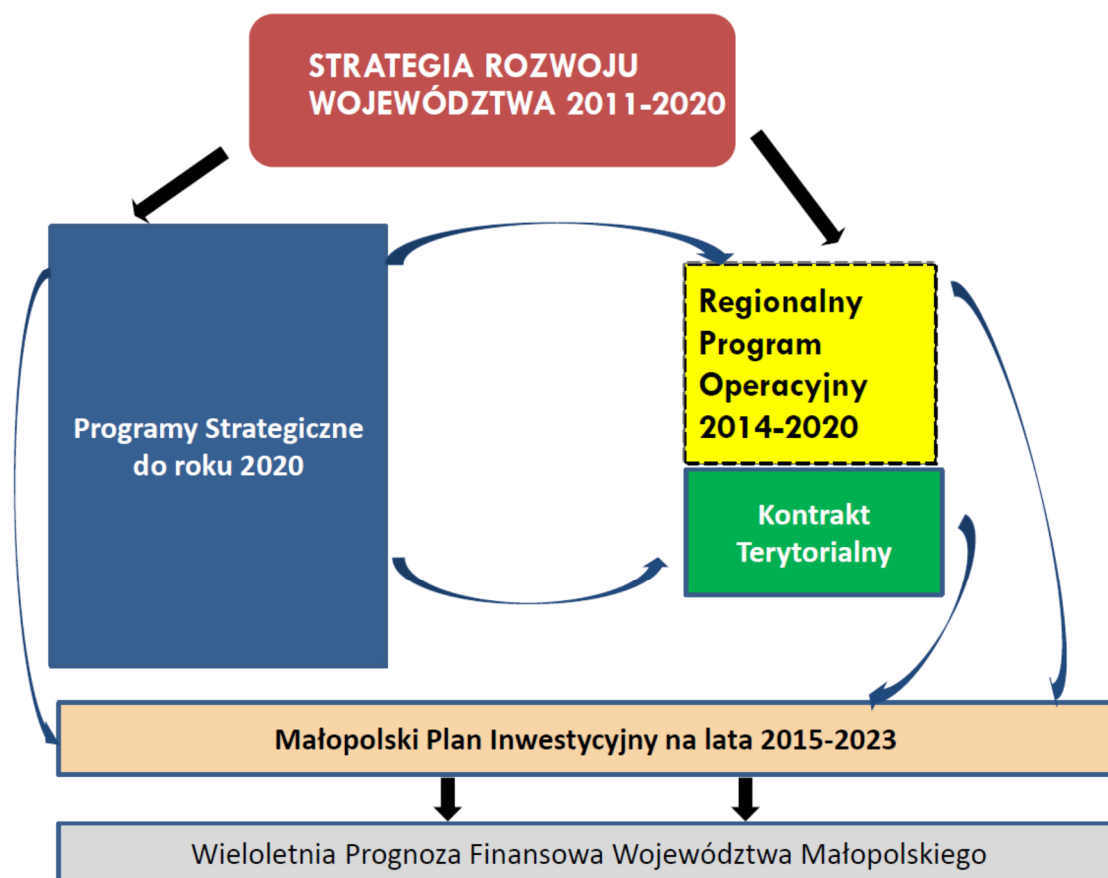 STRATEGIA ROZWOJU
WOJEWÓDZTWA 2011-2020
Programy Strategiczne
do roku 2020
Regionalny
Program
Operacyjny
2014-2020
Kontrakt
Terytorialny
Małopolski Plan Inwestycyjny na lata 2015-2023
Wieloletnia Prognoza Finansowa Województwa Małopolskiego